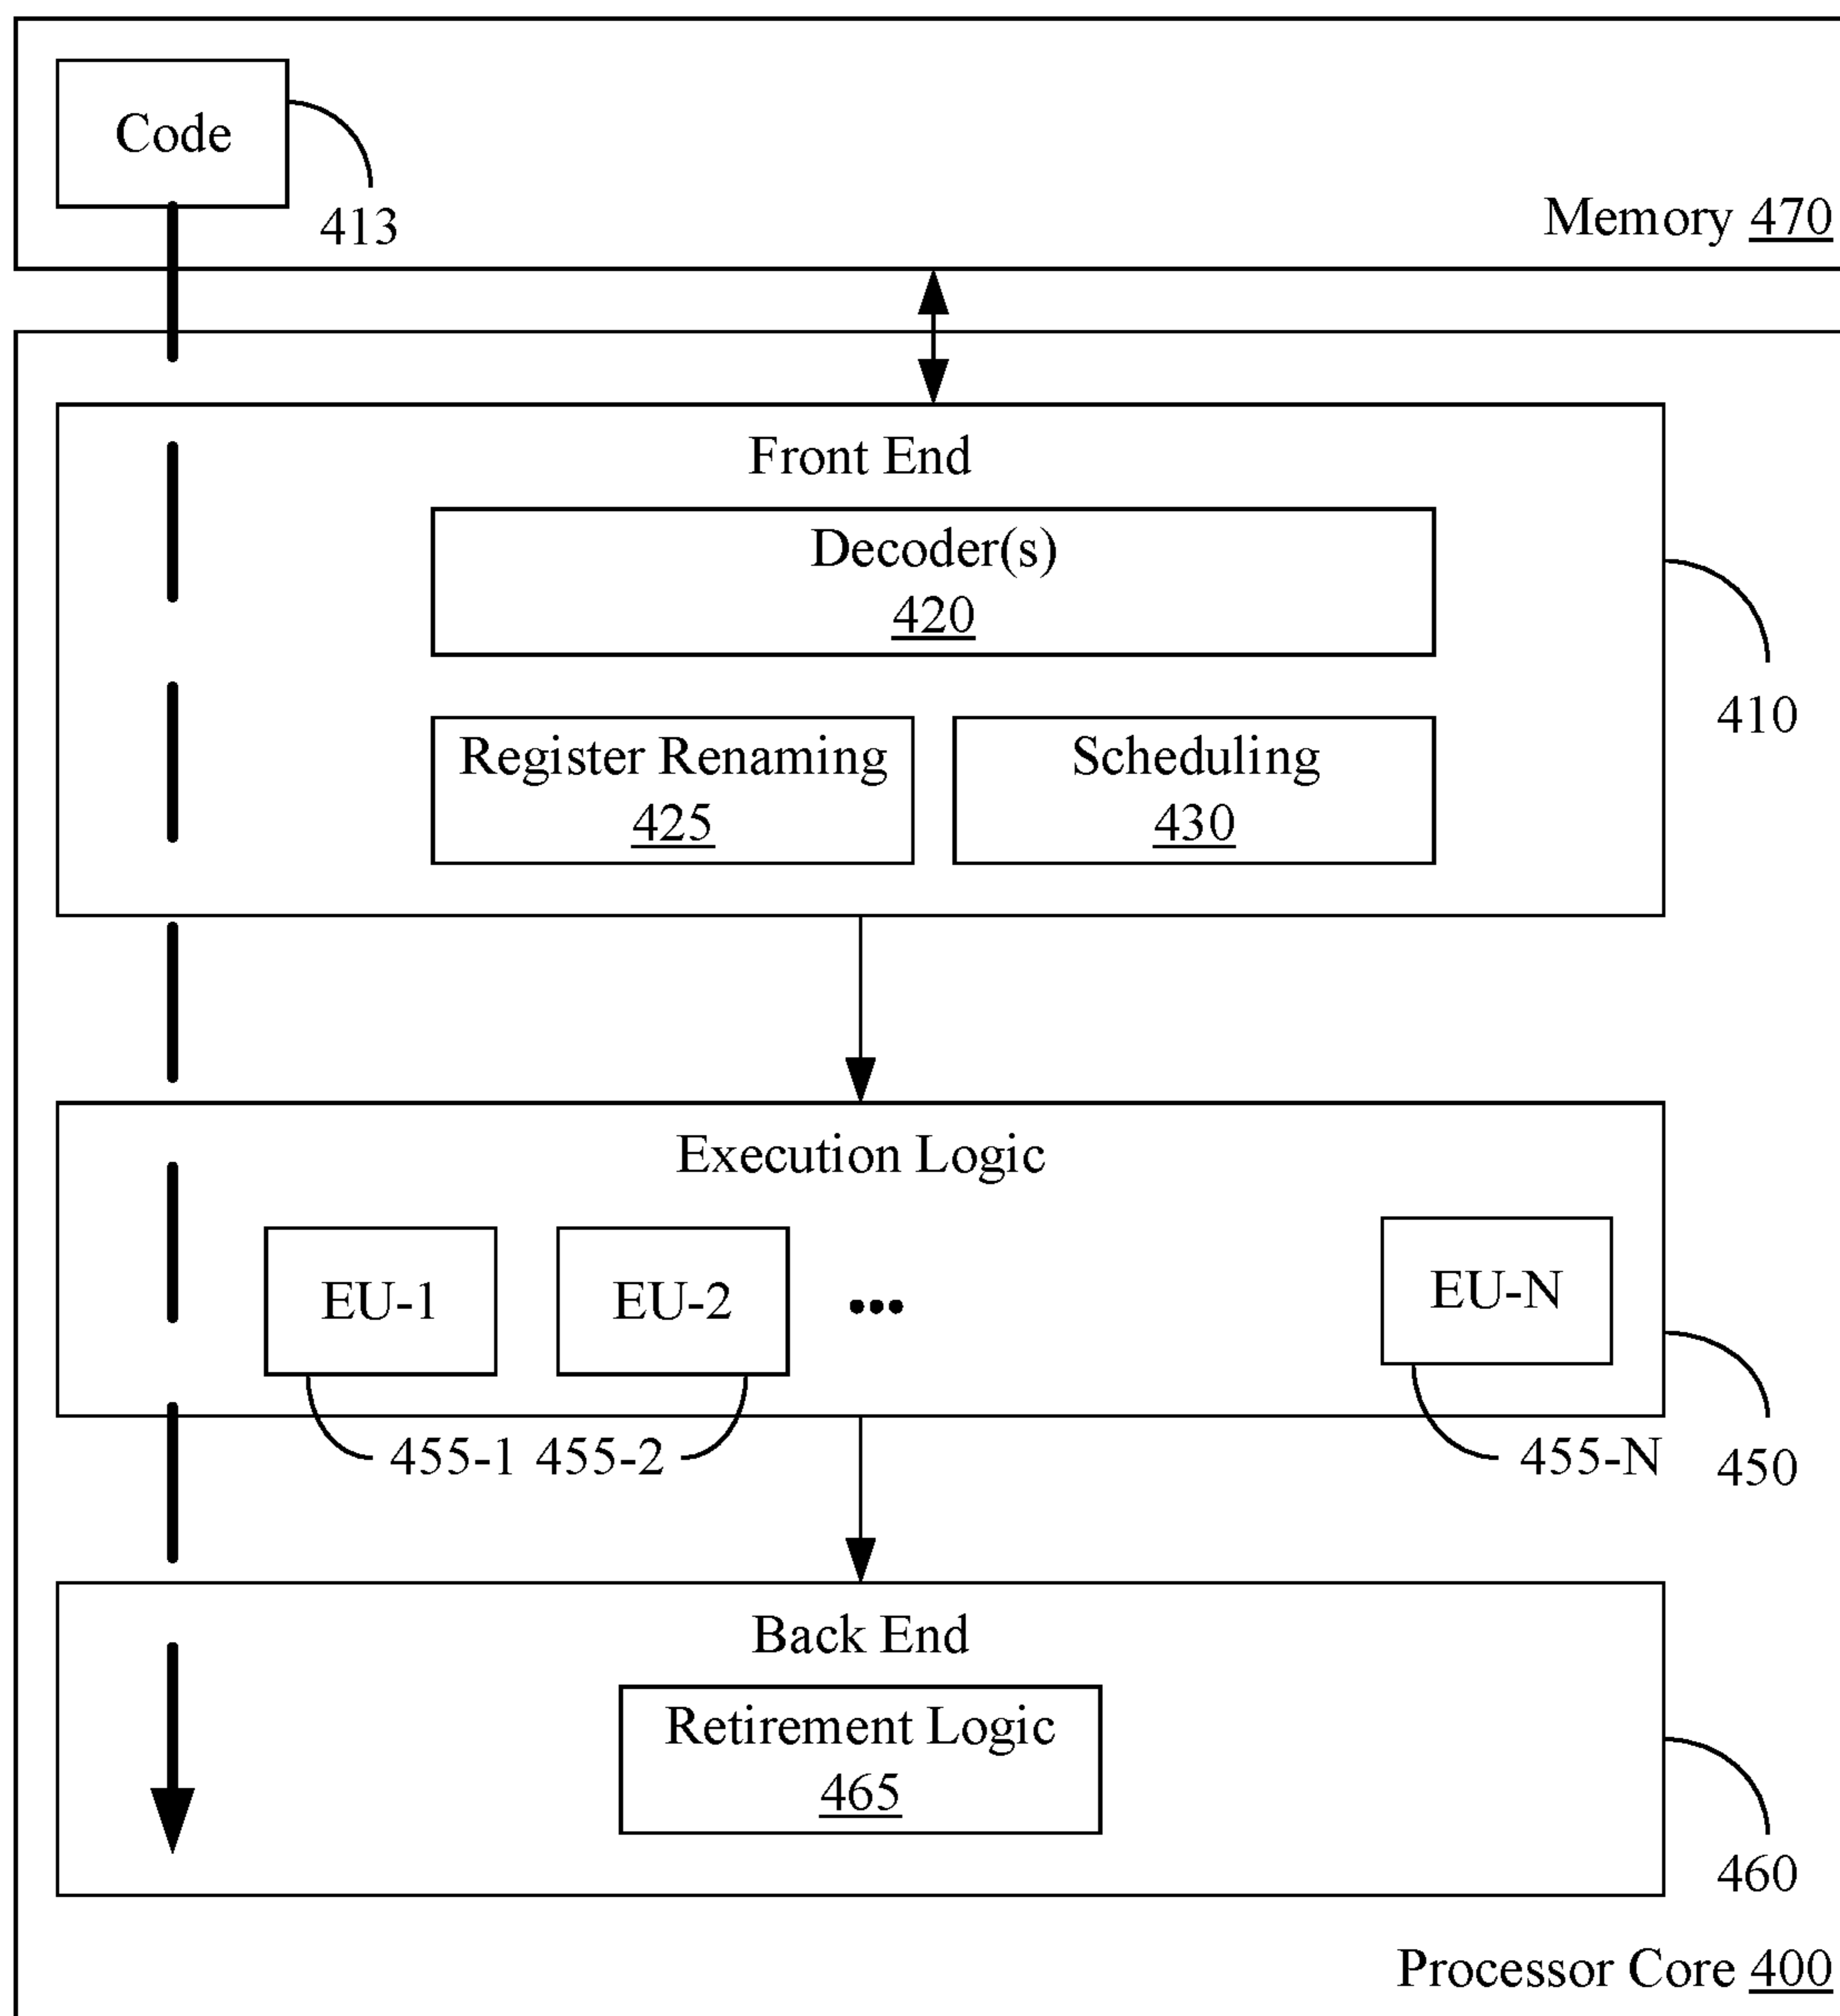 Code
413
Memory 470
Front End
Decoder(s)
420
410
Register Renaming
425
Scheduling
430
Execution Logic
EU-1
EU-2
•••
EU-N
455-1
455-2
455-N
450
Back End
Retirement Logic
465
460
Processor Core 400